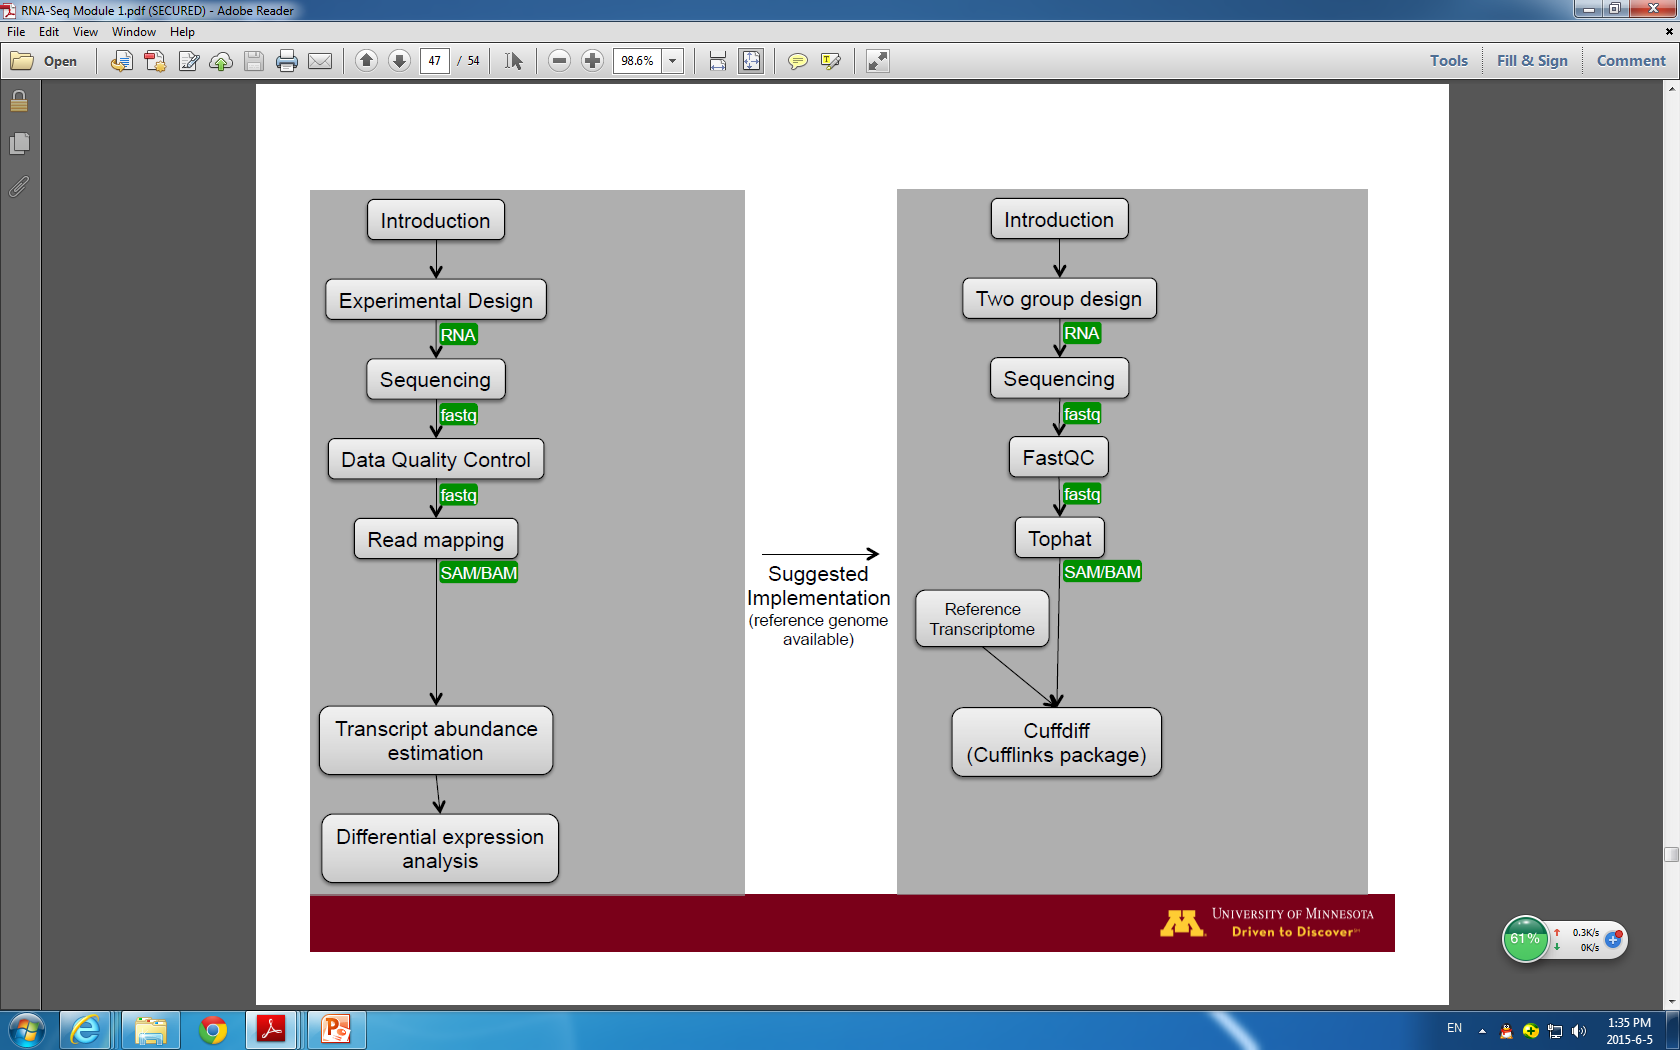 RNA-Seq Module 1.pdf (SECURED) - Adobe Reader
File Edit View Window Help
Open 47 / 54 98.6% Tools Fill & Sign Comment
Introduction
Experimental Design
RNA
Sequencing
fastq
Data Quality Control
fastq
Read mapping
SAM/BAM
Transcript abundance
estimation
Differential expression
analysis
Suggested
Implementation
(reference genome
available)
Introduction
Two group design
RNA
Sequencing
fastq
FastQC
fastq
Tophat
SAM/BAM
Reference
Transcriptome
Cuffdiff
(Cufflinks package)
UNIVERSITY OF MINNESOTA
Driven to Discover℠
61%
0.3K/s
0K/s
EN
1:35 PM
2015-6-5